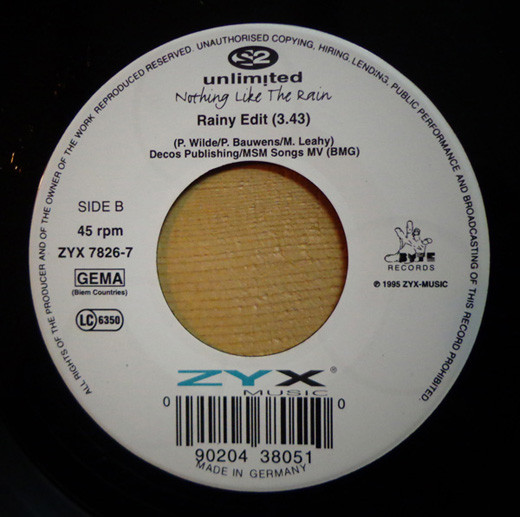 ALL RIGHTS OF THE PRODUCER AND OF THE OWNER OF THE WORK REPRODUCED RESERVED. UNAUTHORISED COPYING, HIRING, LENDING, PUBLIC PERFORMANCE AND BROADCASTING OF THIS RECORD PROHIBITED.
2
unlimited
Nothing Like The Rain
Rainy Edit (3.43)
(P. Wilde/P. Bauwens/M. Leahy)
Decos Publishing/MSM Songs MV (BMG)
SIDE B
45 rpm
ZYX 7826-7
GEMA
(Biem Countries)
LC 6350
BYTE
RECORDS
℗ 1995 ZYX-MUSIC
ZYX ®
MUSIC
0 90204 38051 0
MADE IN GERMANY